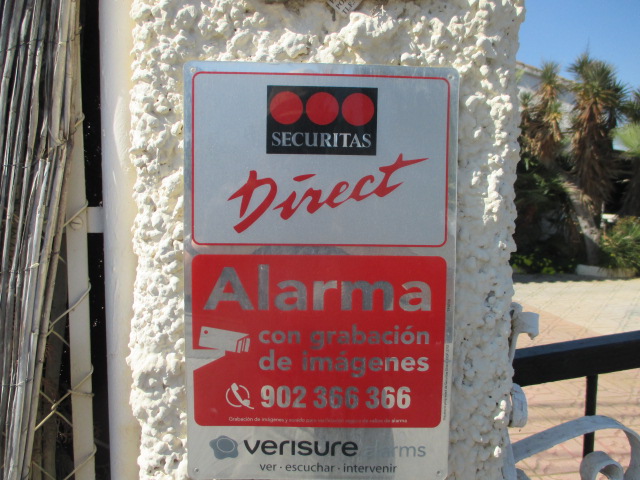 SECURITAS
Direct
Alarma
con grabación
de imágenes
902 366 366
verisure alarms
ver · escuchar · intervenir